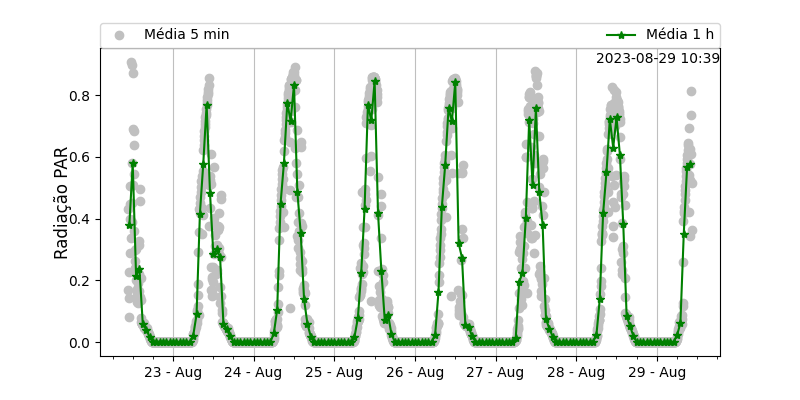 Média 5 min
Média 1 h
2023-08-29 10:39
Radiação PAR
0.8
0.6
0.4
0.2
0.0
23 - Aug
24 - Aug
25 - Aug
26 - Aug
27 - Aug
28 - Aug
29 - Aug